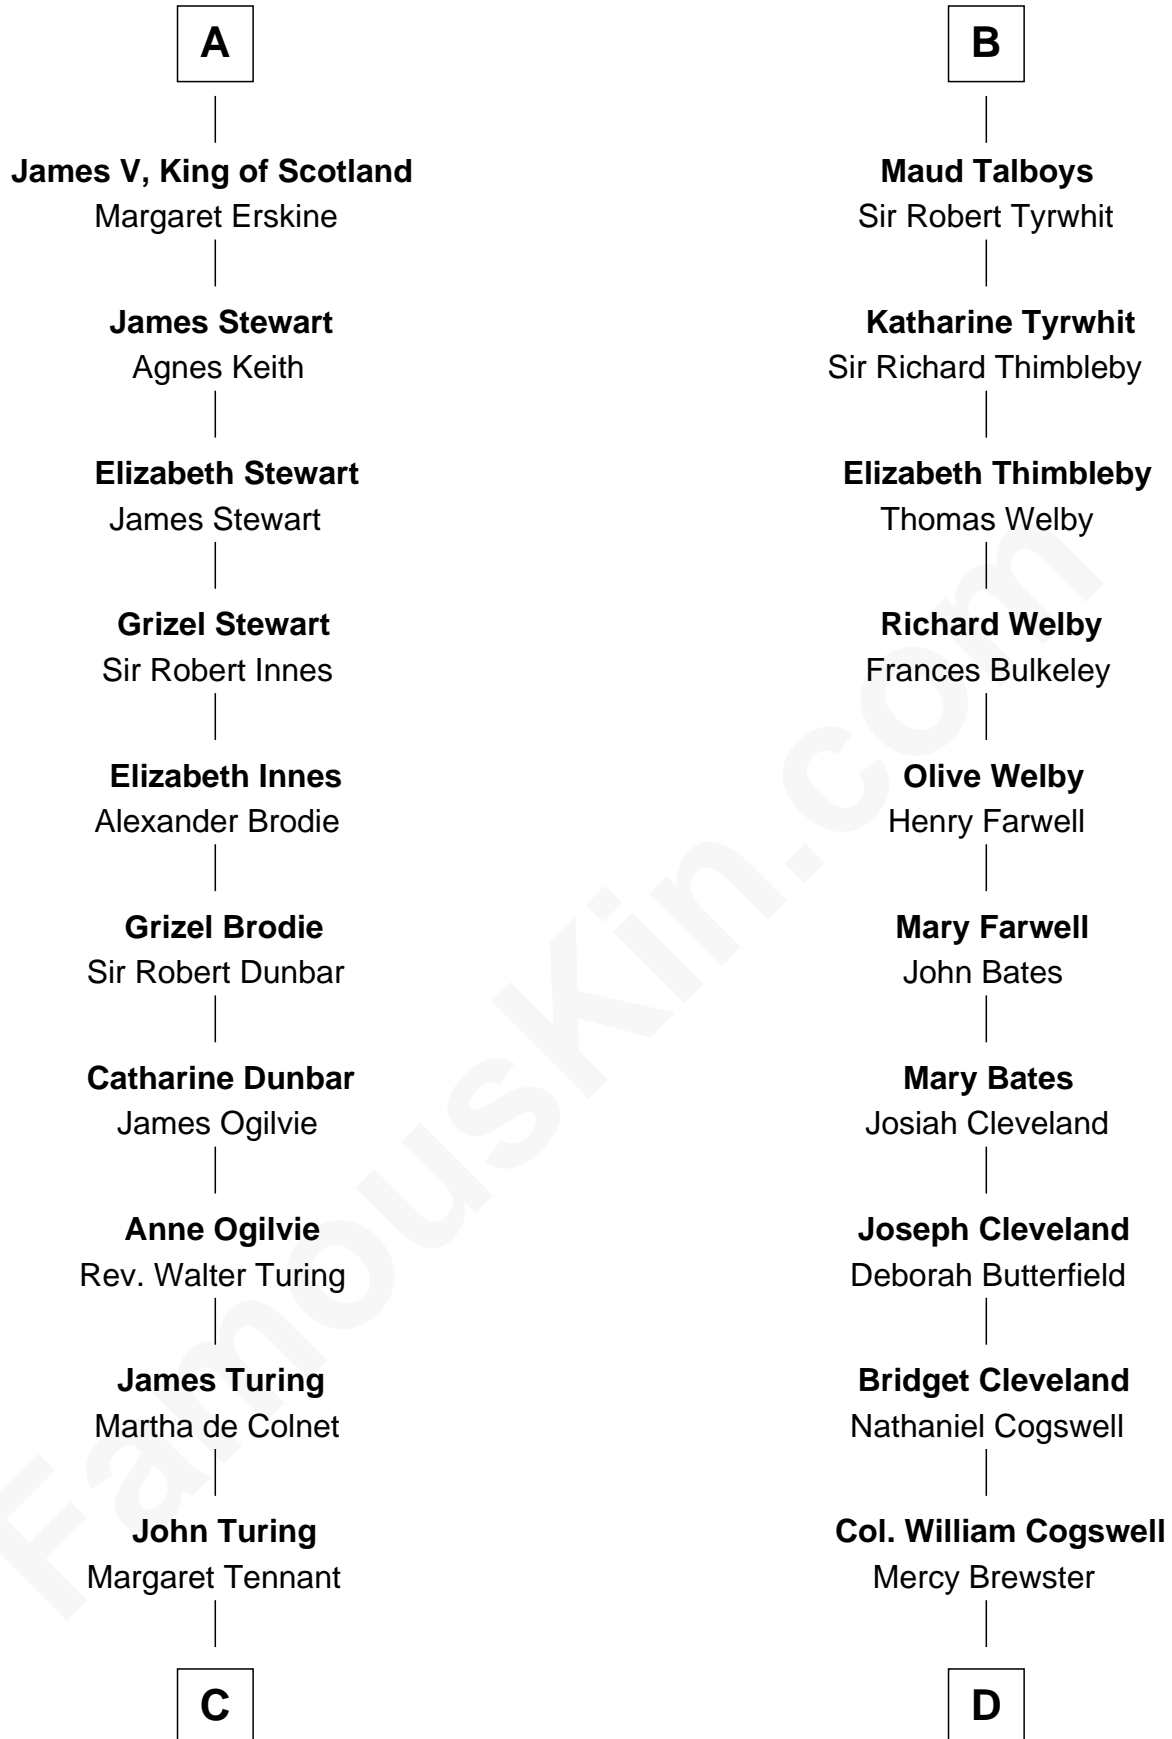 A
James V, King of Scotland
Margaret Erskine
James Stewart
Agnes Keith
Elizabeth Stewart
James Stewart
Grizel Stewart
Sir Robert Innes
Elizabeth Innes
Alexander Brodie
Grizel Brodie
Sir Robert Dunbar
Catharine Dunbar
James Ogilvie
Anne Ogilvie
Rev. Walter Turing
James Turing
Martha de Colnet
John Turing
Margaret Tennant
C
B
Maud Talboys
Sir Robert Tyrwhit
Katharine Tyrwhit
Sir Richard Thimbleby
Elizabeth Thimbleby
Thomas Welby
Richard Welby
Frances Bulkeley
Olive Welby
Henry Farwell
Mary Farwell
John Bates
Mary Bates
Josiah Cleveland
Joseph Cleveland
Deborah Butterfield
Bridget Cleveland
Nathaniel Cogswell
Col. William Cogswell
Mercy Brewster
D
FamousKin.com